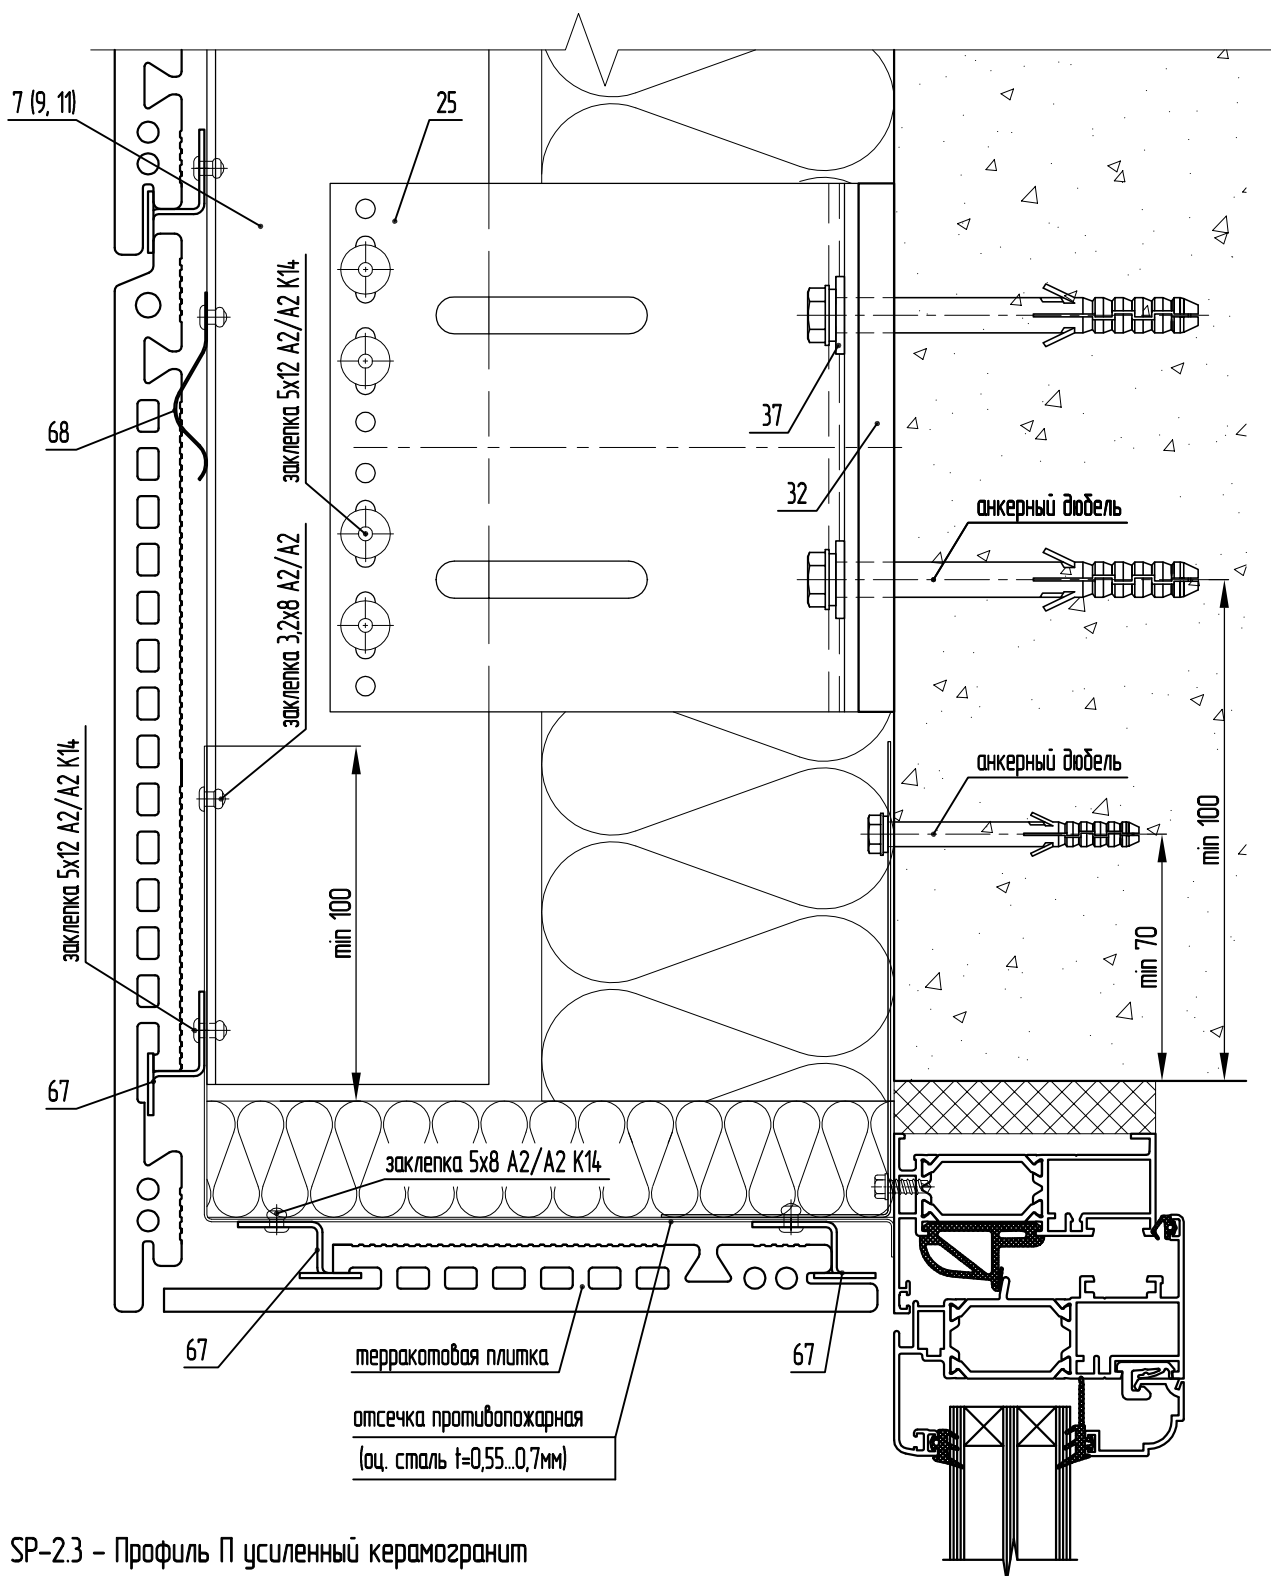 7 (9, 11)
25
заклепка 5х12 А2/А2 К14
68
37
32
анкерный дюбель
заклепка 3,2х8 А2/А2
заклепка 5х12 А2/А2 К14
анкерный дюбель
min 100
min 100
min 70
67
заклепка 5х8 А2/А2 К14
67
терракотовая плитка
67
отсечка противопожарная
(оц. сталь t=0,55...0,7мм)
SP-2.3 - Профиль П усиленный керамогранит